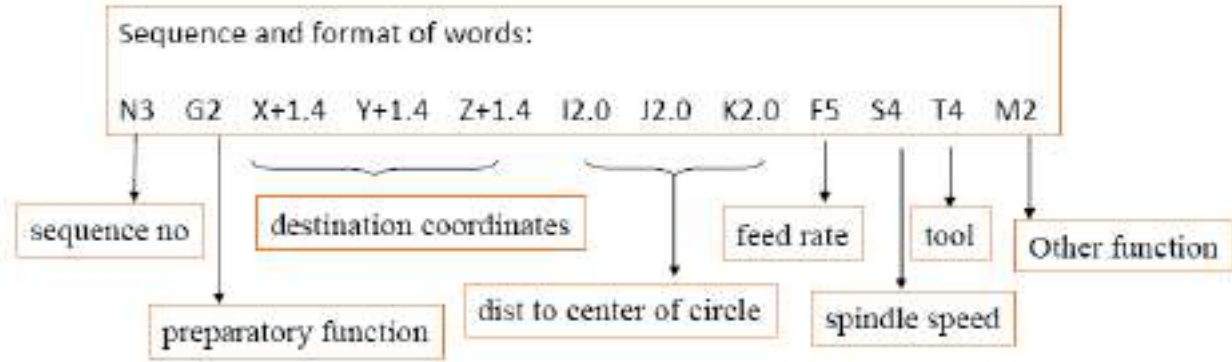 Sequence and format of words:
N3 G2 X+1.4 Y+1.4 Z+1.4 I2.0 J2.0 K2.0 F5 S4 T4 M2
sequence no
destination coordinates
feed rate
tool
Other function
preparatory function
dist to center of circle
spindle speed